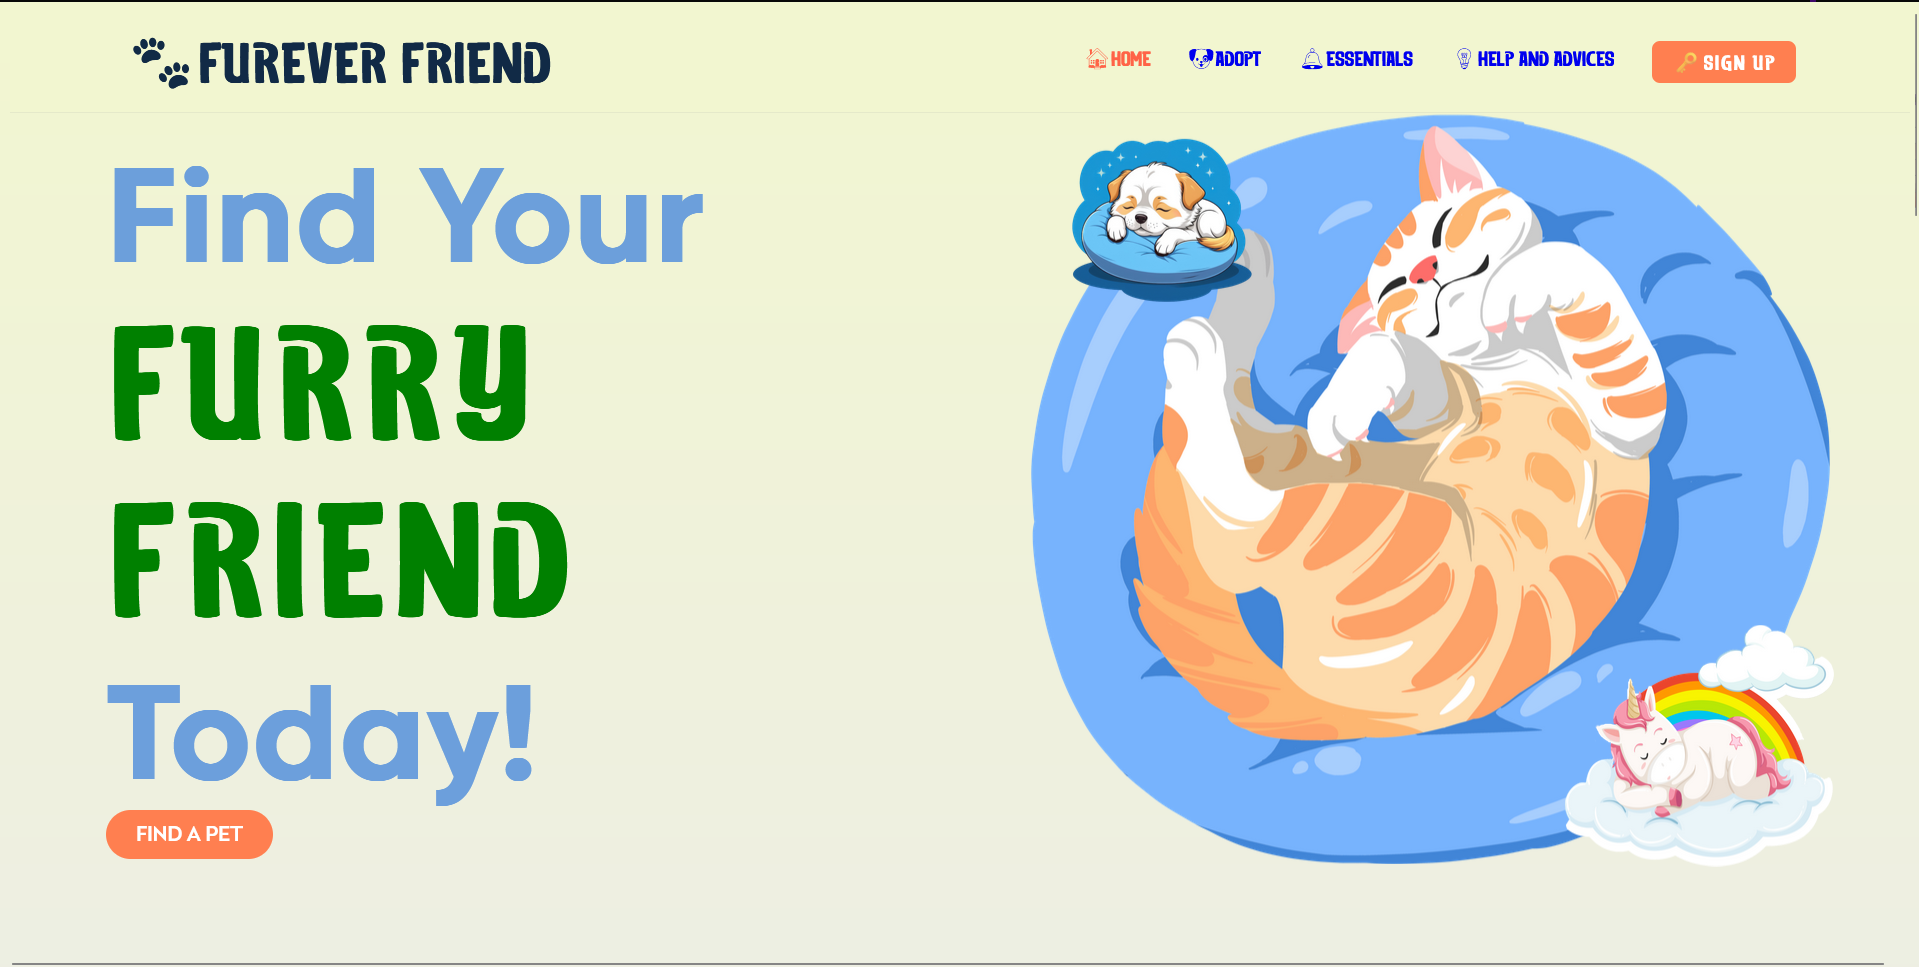 FUREVER FRIEND
HOME
ADOPT
ESSENTIALS
HELP AND ADVICES
SIGN UP
Find Your
FURRY
FRIEND
Today!
FIND A PET